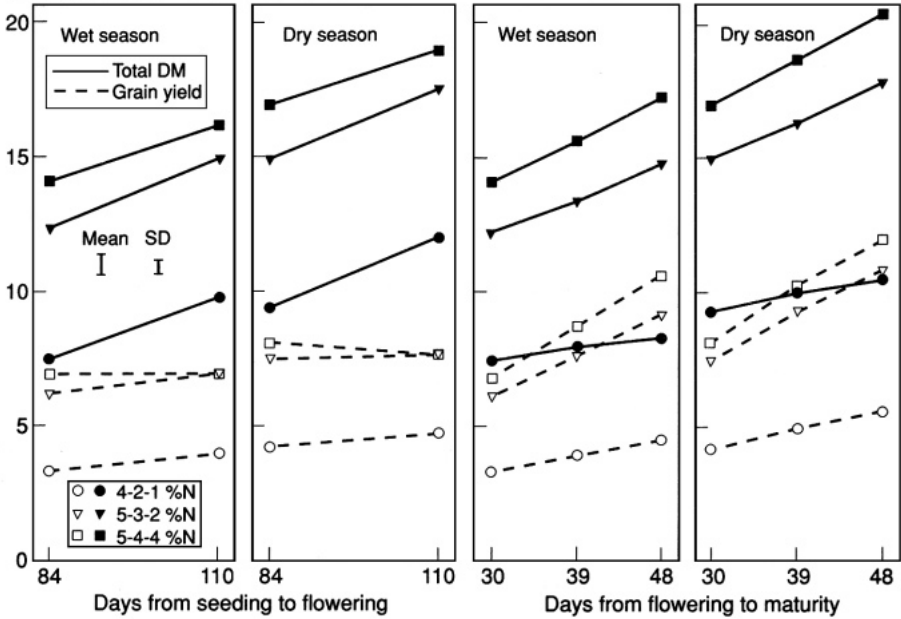 20
15
10
5
0
Wet season
Total DM
Grain yield
Mean SD
4-2-1 %N
5-3-2 %N
5-4-4 %N
84 110
Dry season
84 110
Days from seeding to flowering
Wet season
30 39 48
Dry season
30 39 48
Days from flowering to maturity